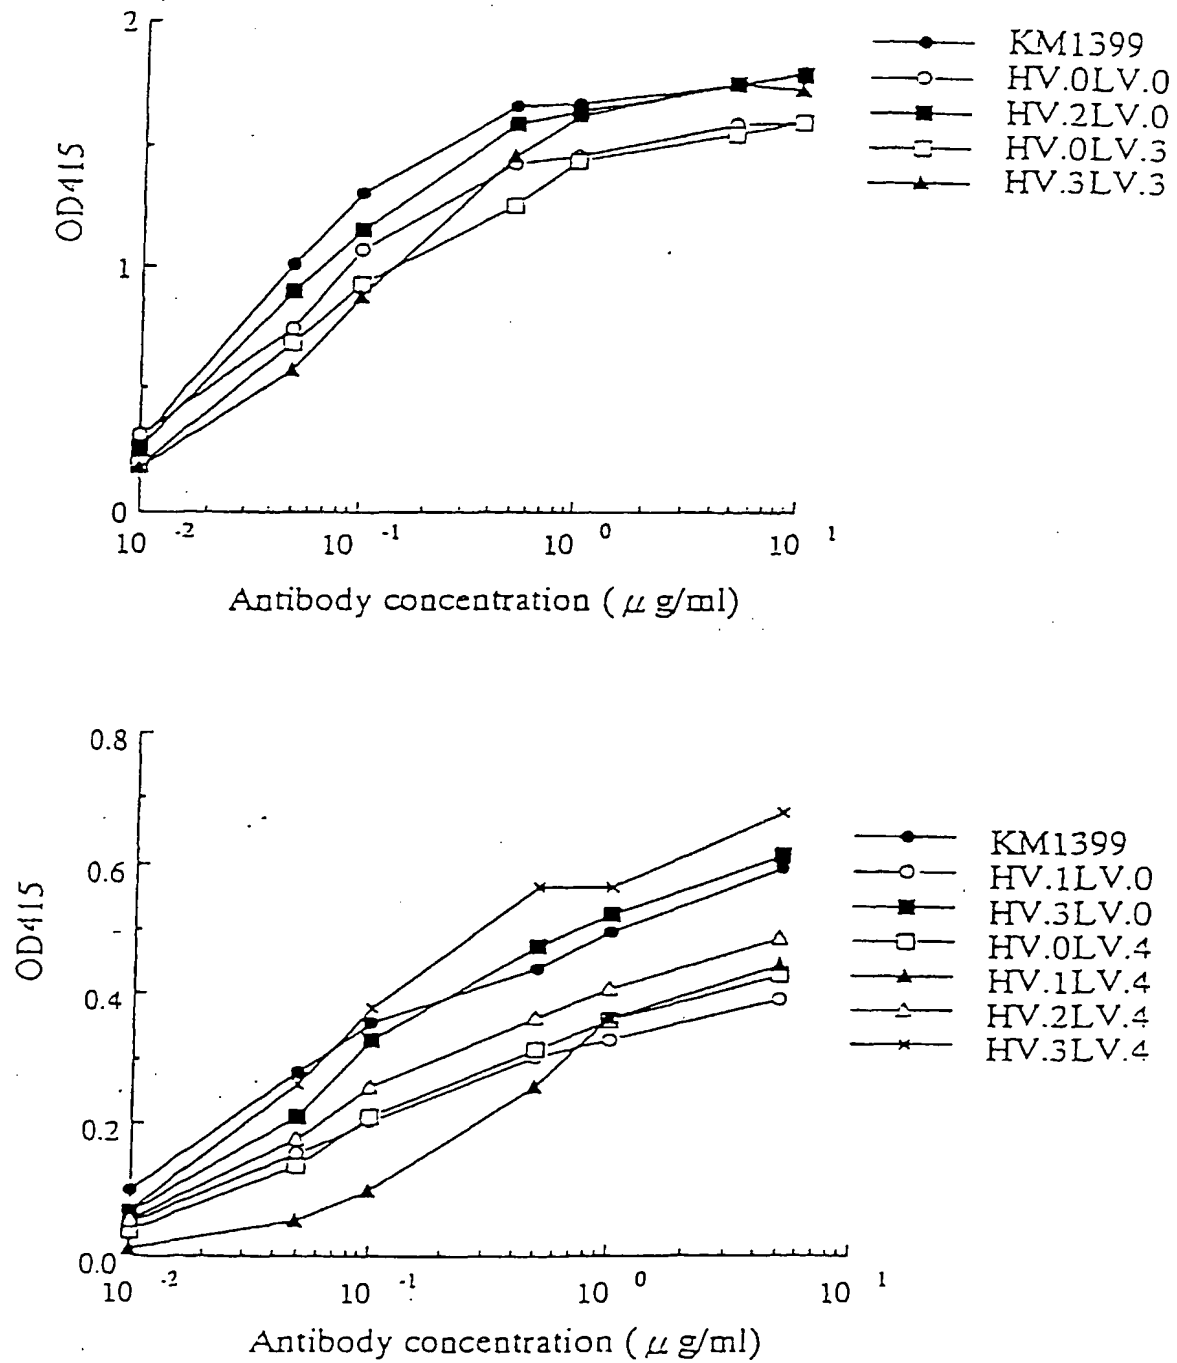 2
1
0
OD415
10 -2
10 -1
10 0
10 1
Antibody concentration ( μ g/ml)
KM1399
HV.0LV.0
HV.2LV.0
HV.0LV.3
HV.3LV.3
0.8
0.6
0.4
0.2
0.0
OD415
10 -2
10 -1
10 0
10 1
Antibody concentration ( μ g/ml)
KM1399
HV.1LV.0
HV.3LV.0
HV.0LV.4
HV.1LV.4
HV.2LV.4
HV.3LV.4